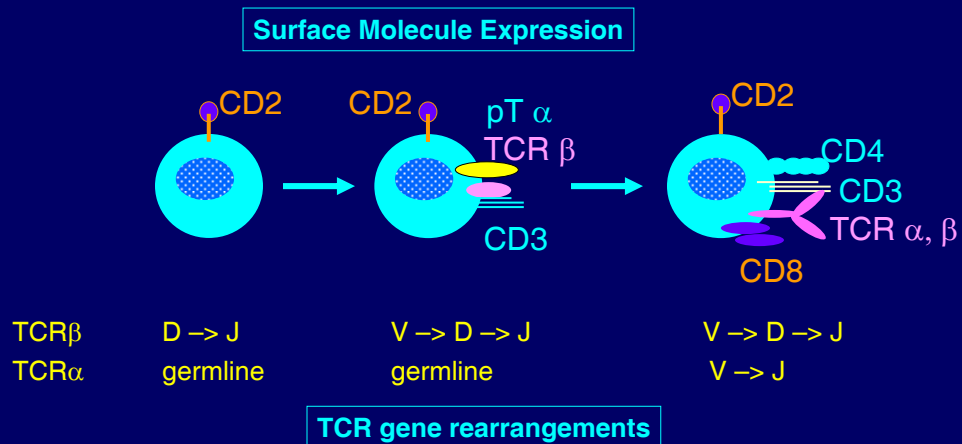 Surface Molecule Expression
CD2
CD2
pT α
TCR β
CD3
CD2
CD4
CD3
TCR α, β
CD8
TCRβ D –> J V –> D –> J V –> D –> J
TCRα germline germline V –> J
TCR gene rearrangements